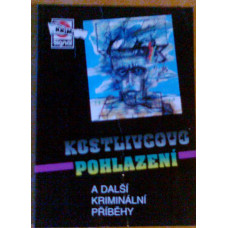 KOSTLIVCOVO
POHLAZENÍ
A DALŠÍ
KRIMINÁLNÍ
PŘÍBĚHY